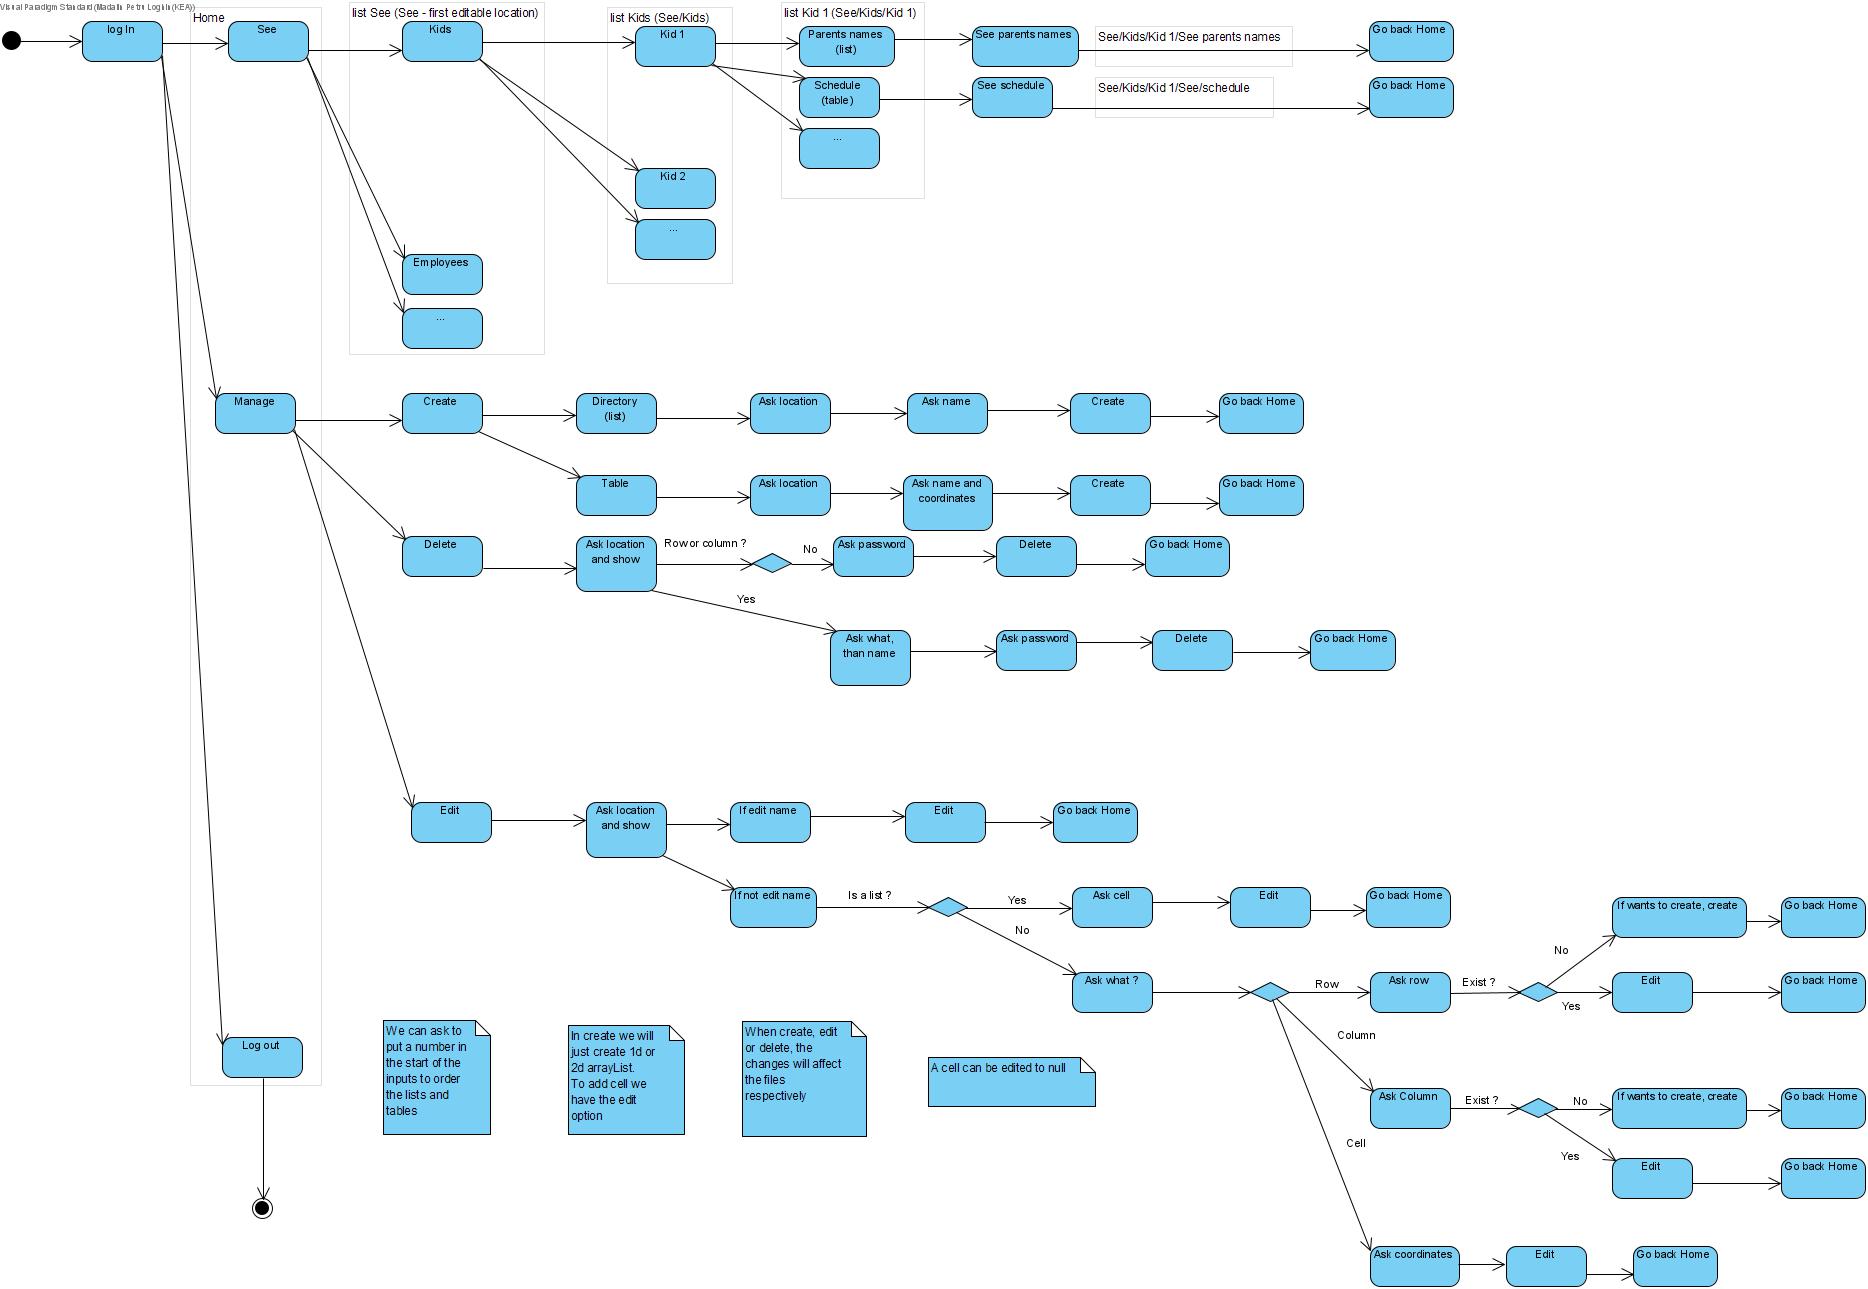 Visual Paradigm Standard (Madalin Petru Loghin (KEA))
Home
list See (See - first editable location)
list Kids (See/Kids)
list Kid 1 (See/Kids/Kid 1)
log In
See
Kids
Kid 1
Parents names
(list)
See parents names
See/Kids/Kid 1/See parents names
Go back Home
Schedule
(table)
See schedule
See/Kids/Kid 1/See/schedule
Go back Home
...
Kid 2
...
Employees
...
Manage
Create
Directory
(list)
Ask location
Ask name
Create
Go back Home
Table
Ask location
Ask name and
coordinates
Create
Go back Home
Delete
Ask location
and show
Row or column ?
No
Ask password
Delete
Go back Home
Yes
Ask what,
than name
Ask password
Delete
Go back Home
Edit
Ask location
and show
If edit name
Edit
Go back Home
If not edit name
Is a list ?
Yes
Ask cell
Edit
Go back Home
No
Ask what ?
Row
Ask row
Exist ?
No
If wants to create, create
Go back Home
Yes
Edit
Go back Home
Column
Ask Column
Exist ?
No
If wants to create, create
Go back Home
Yes
Edit
Go back Home
Cell
Ask coordinates
Edit
Go back Home
Log out
We can ask to
put a number in
the start of the
inputs to order
the lists and
tables
In create we will
just create 1d or
2d arrayList.
To add cell we
have the edit
option
When create, edit
or delete, the
changes will affect
the files
respectively
A cell can be edited to null